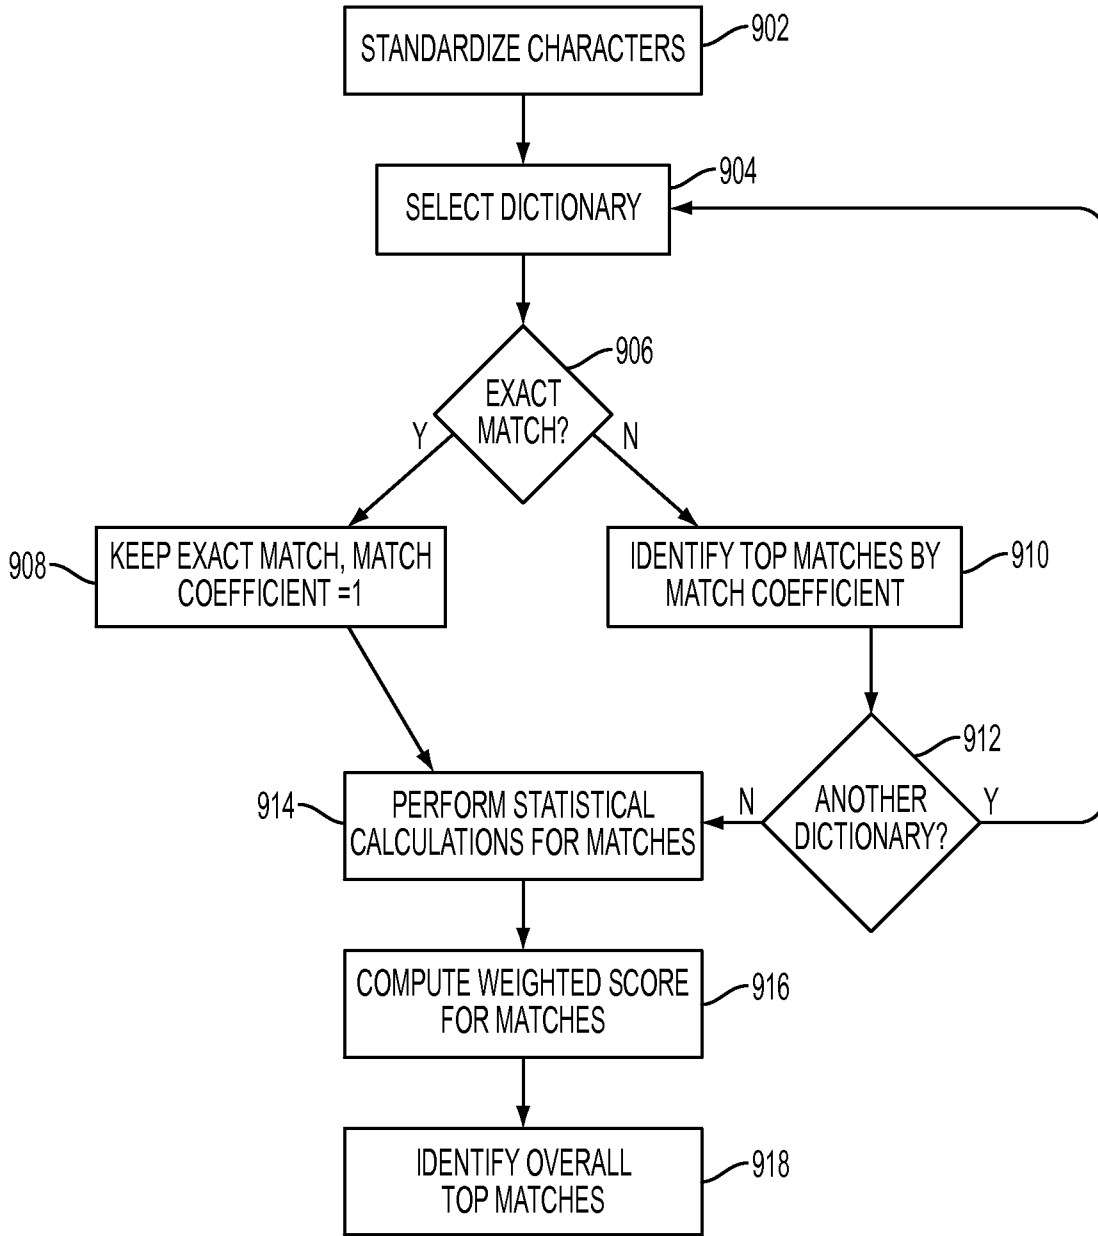 STANDARDIZE CHARACTERS
902
SELECT DICTIONARY
904
EXACT
MATCH?
906
Y
N
KEEP EXACT MATCH, MATCH
COEFFICIENT =1
908
IDENTIFY TOP MATCHES BY
MATCH COEFFICIENT
910
ANOTHER
DICTIONARY?
912
N
Y
PERFORM STATISTICAL
CALCULATIONS FOR MATCHES
914
COMPUTE WEIGHTED SCORE
FOR MATCHES
916
IDENTIFY OVERALL
TOP MATCHES
918